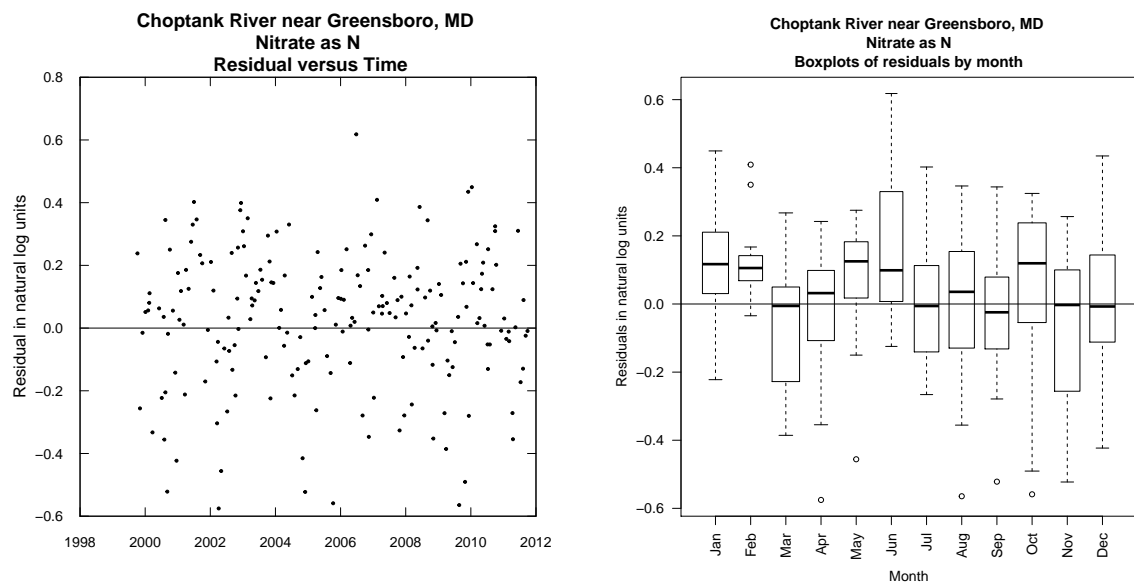 Choptank River near Greensboro, MD
Nitrate as N
Residual versus Time
0.8
0.6
0.4
0.2
0.0
−0.2
−0.4
−0.6
Residual in natural log units
1998 2000 2002 2004 2006 2008 2010 2012
Choptank River near Greensboro, MD
Nitrate as N
Boxplots of residuals by month
0.6
0.4
0.2
0.0
−0.2
−0.4
−0.6
Residuals in natural log units
Jan Feb Mar Apr May Jun Jul Aug Sep Oct Nov Dec
Month